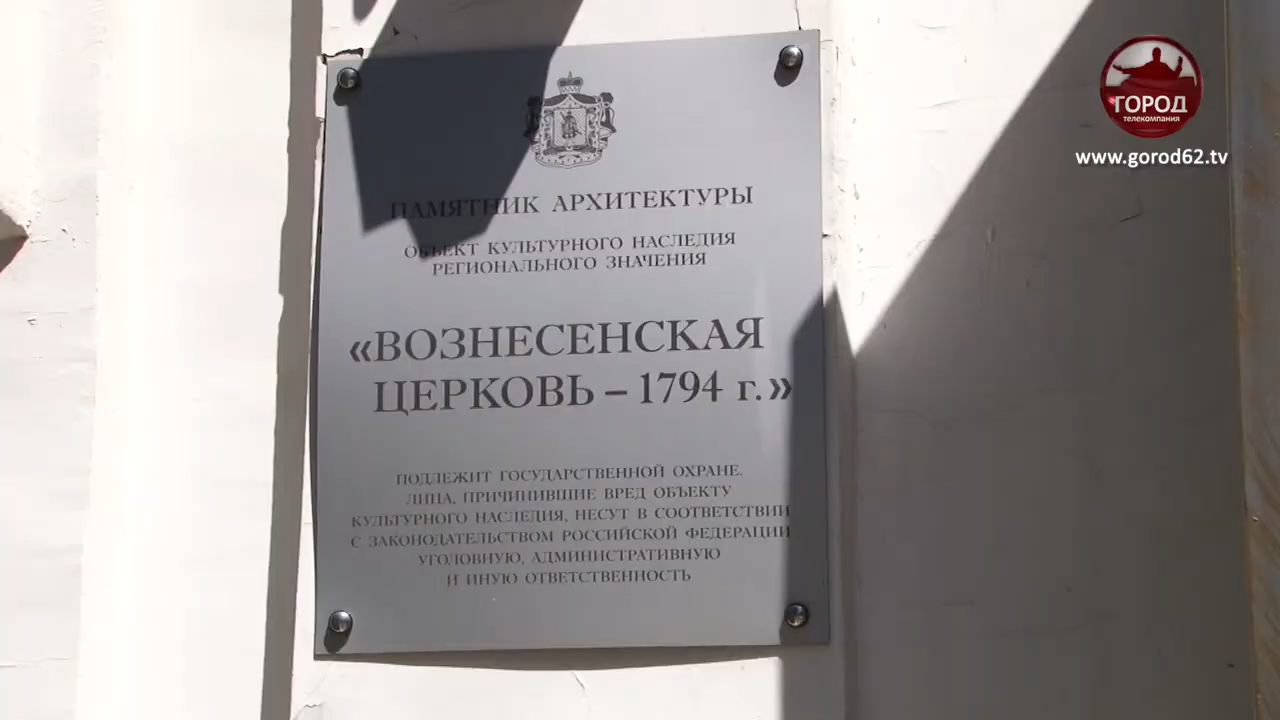 ГОРОД
телекомпания
www.gorod62.tv
ПАМЯТНИК АРХИТЕКТУРЫ
ОБЪЕКТ КУЛЬТУРНОГО НАСЛЕДИЯ
РЕГИОНАЛЬНОГО ЗНАЧЕНИЯ
«ВОЗНЕСЕНСКАЯ
ЦЕРКОВЬ – 1794 г.»
ПОДЛЕЖИТ ГОСУДАРСТВЕННОЙ ОХРАНЕ.
ЛИЦА, ПРИЧИНИВШИЕ ВРЕД ОБЪЕКТУ
КУЛЬТУРНОГО НАСЛЕДИЯ, НЕСУТ В СООТВЕТСТВИИ
С ЗАКОНОДАТЕЛЬСТВОМ РОССИЙСКОЙ ФЕДЕРАЦИИ
УГОЛОВНУЮ, АДМИНИСТРАТИВНУЮ
И ИНУЮ ОТВЕТСТВЕННОСТЬ